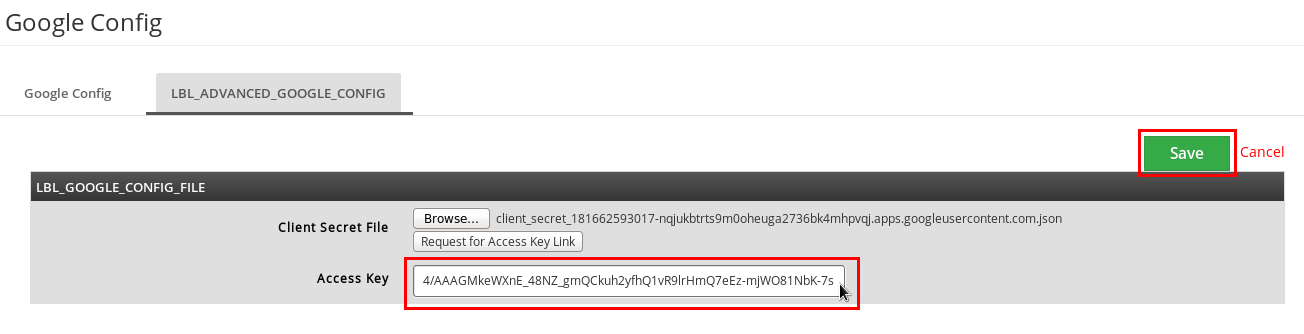 Google Config
Google Config LBL_ADVANCED_GOOGLE_CONFIG
Save Cancel
LBL_GOOGLE_CONFIG_FILE
Client Secret File Browse... client_secret_181662593017-nqjukbtrts9m0oheuga2736bk4mhpvqj.apps.googleusercontent.com.json
Request for Access Key Link
Access Key 4/AAAGMkeWXnE_48NZ_gmQCkuh2yfhQ1vR9lrHmQ7eEz-mjWO81NbK-7s